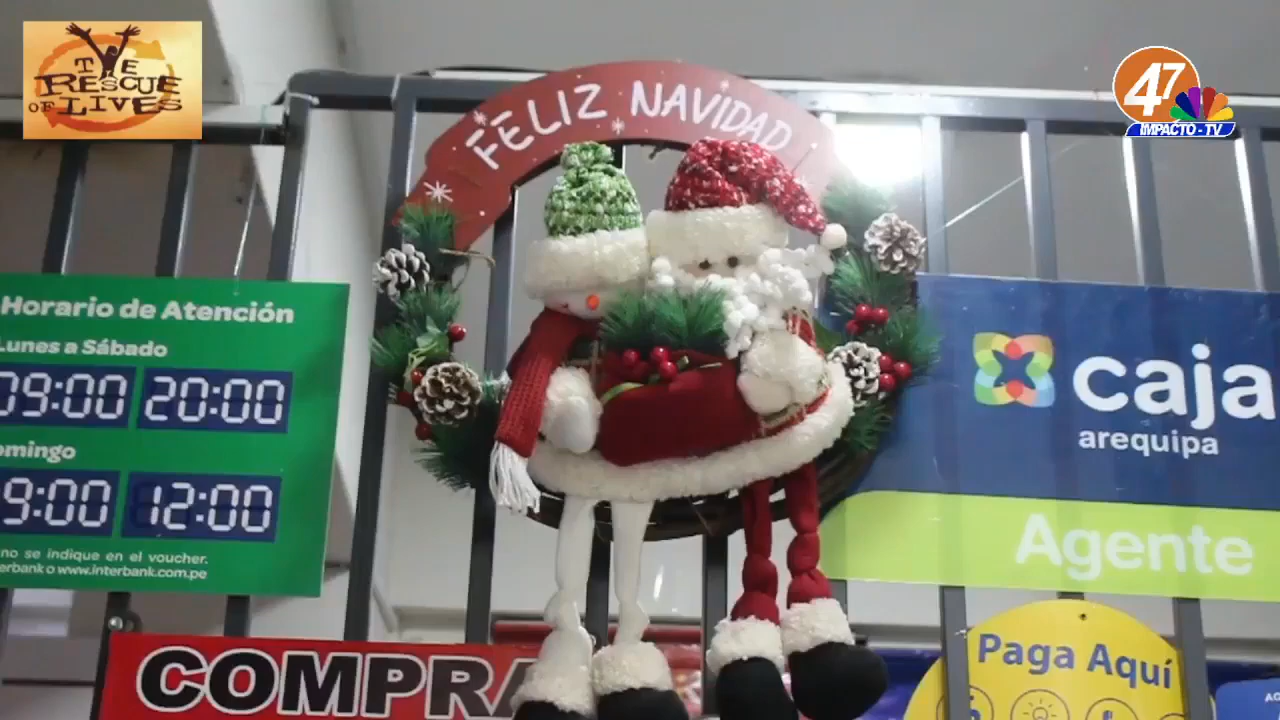 THE
RESCUE
OF LIVES
47
IMPACTO-TV
FELIZ NAVIDAD
Horario de Atención
Lunes a Sábado
09:00 20:00
omingo
9:00 12:00
no se indique en el voucher.
erbank o www.interbank.com.pe
caja
arequipa
Agente
Paga Aquí
COMPRA